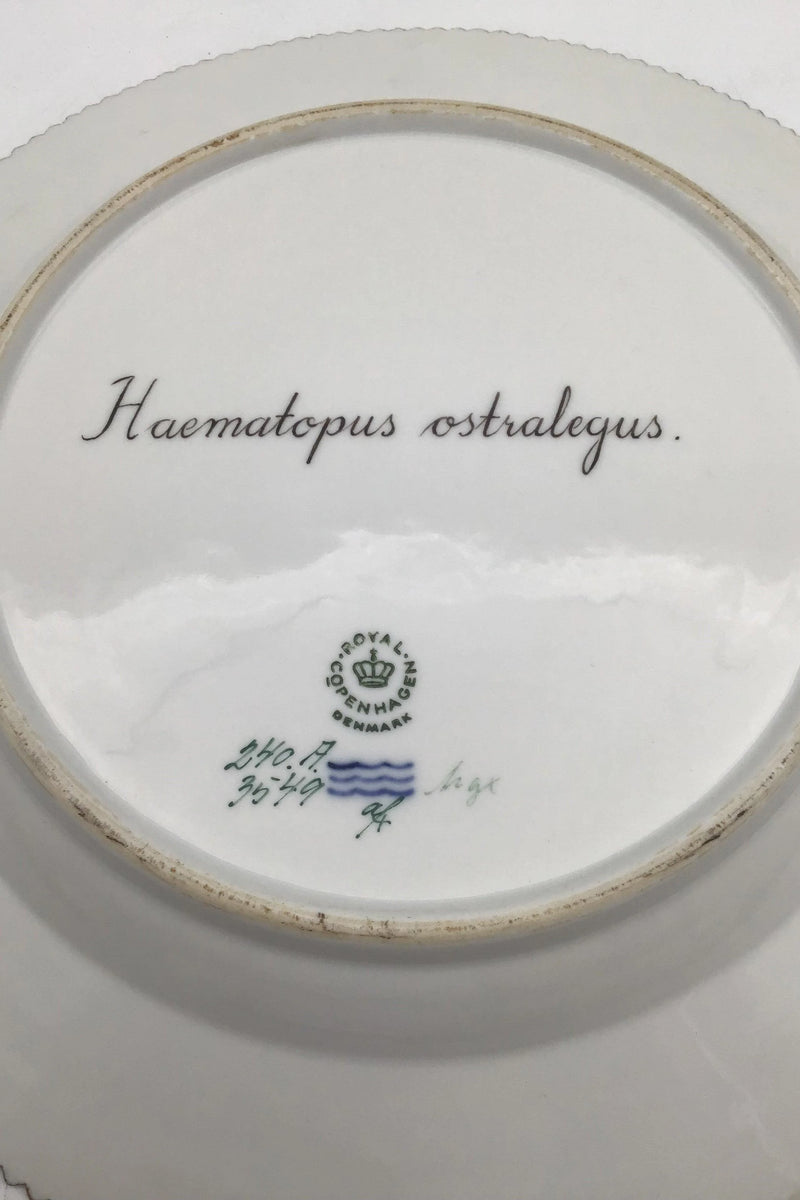 Haematopus ostralegus.
ROYAL
COPENHAGEN
DENMARK
240. A.
3549